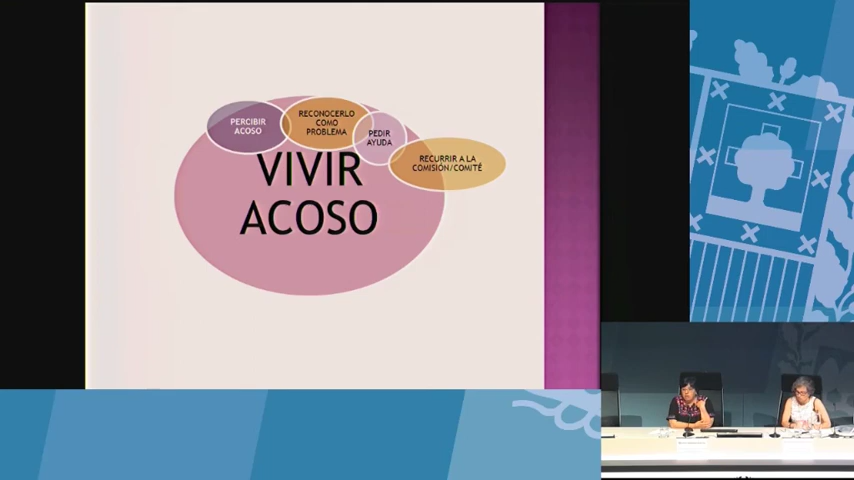 PERCIBIR
ACOSO
RECONOCERLO
COMO
PROBLEMA
PEDIR
AYUDA
RECURRIR A LA
COMISIÓN/COMITÉ
VIVIR
ACOSO